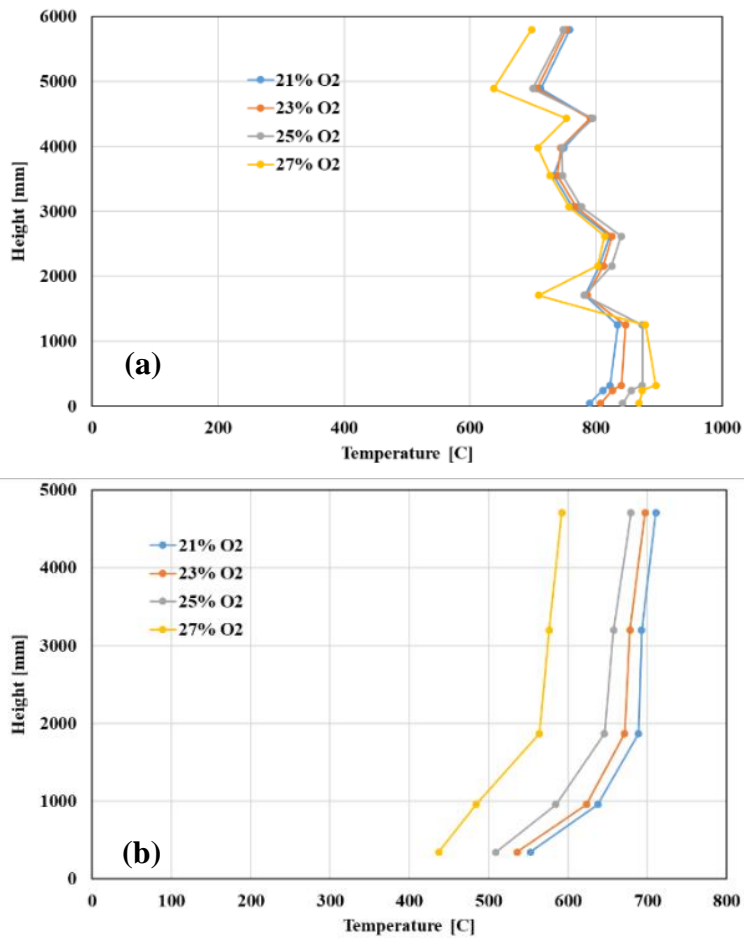 6000
5000
4000
3000
2000
1000
0
Height [mm]
21% O2
23% O2
25% O2
27% O2
(a)
0 200 400 600 800 1000
Temperature [C]
5000
4000
3000
2000
1000
0
Height [mm]
21% O2
23% O2
25% O2
27% O2
(b)
0 100 200 300 400 500 600 700 800
Temperature [C]